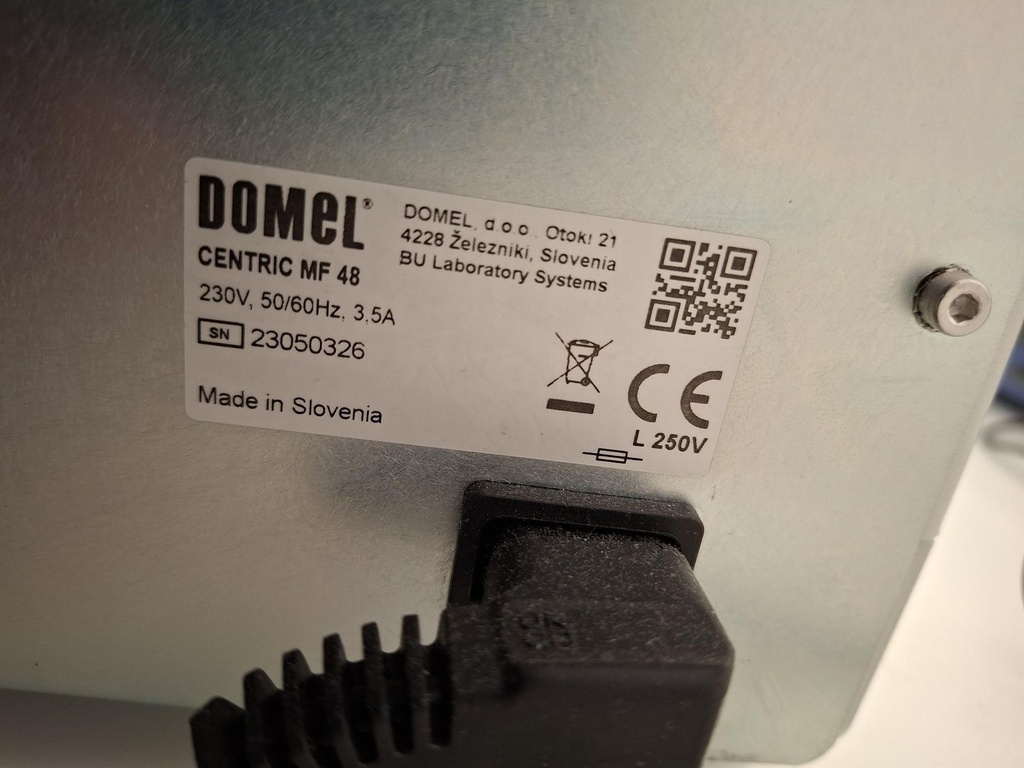 DOMEL®
CENTRIC MF 48
230V, 50/60Hz, 3,5A
SN 23050326
Made in Slovenia
DOMEL, d.o.o., Otoki 21
4228 Železniki, Slovenia
BU Laboratory Systems
CE
L 250V